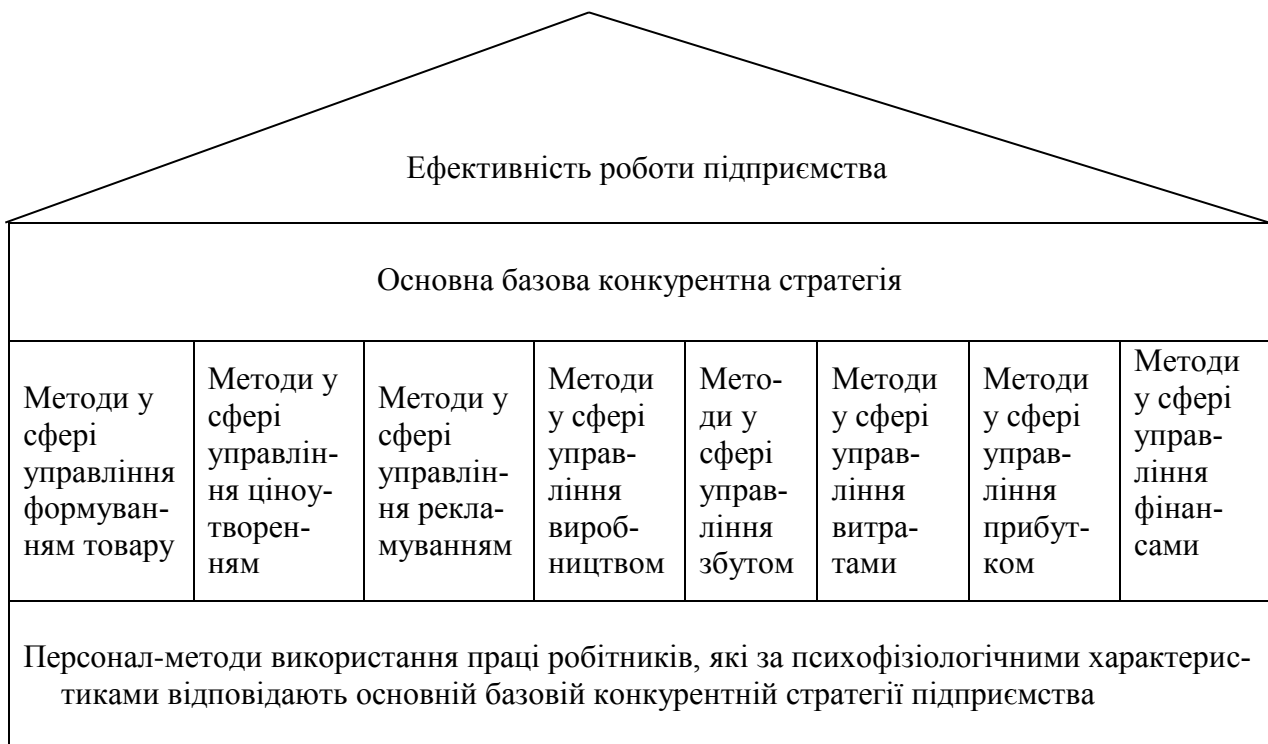 Ефективність роботи підприємства
Основна базова конкурентна стратегія
Методи у
сфері
управління
формуван-
ням товару
Методи у
сфері
управлін-
ня ціноу-
творен-
ням
Методи у
сфері
управлін-
ня рекла-
муванням
Методи
у сфері
управ-
ління
вироб-
ництвом
Мето-
ди у
сфері
управ-
ління
збутом
Методи
у сфері
управ-
ління
витра-
тами
Методи
у сфері
управ-
ління
прибут-
ком
Методи
у сфері
управ-
ління
фінан-
сами
Персонал-методи використання праці робітників, які за психофізіологічними характерис-
тиками відповідають основній базовій конкурентній стратегії підприємства